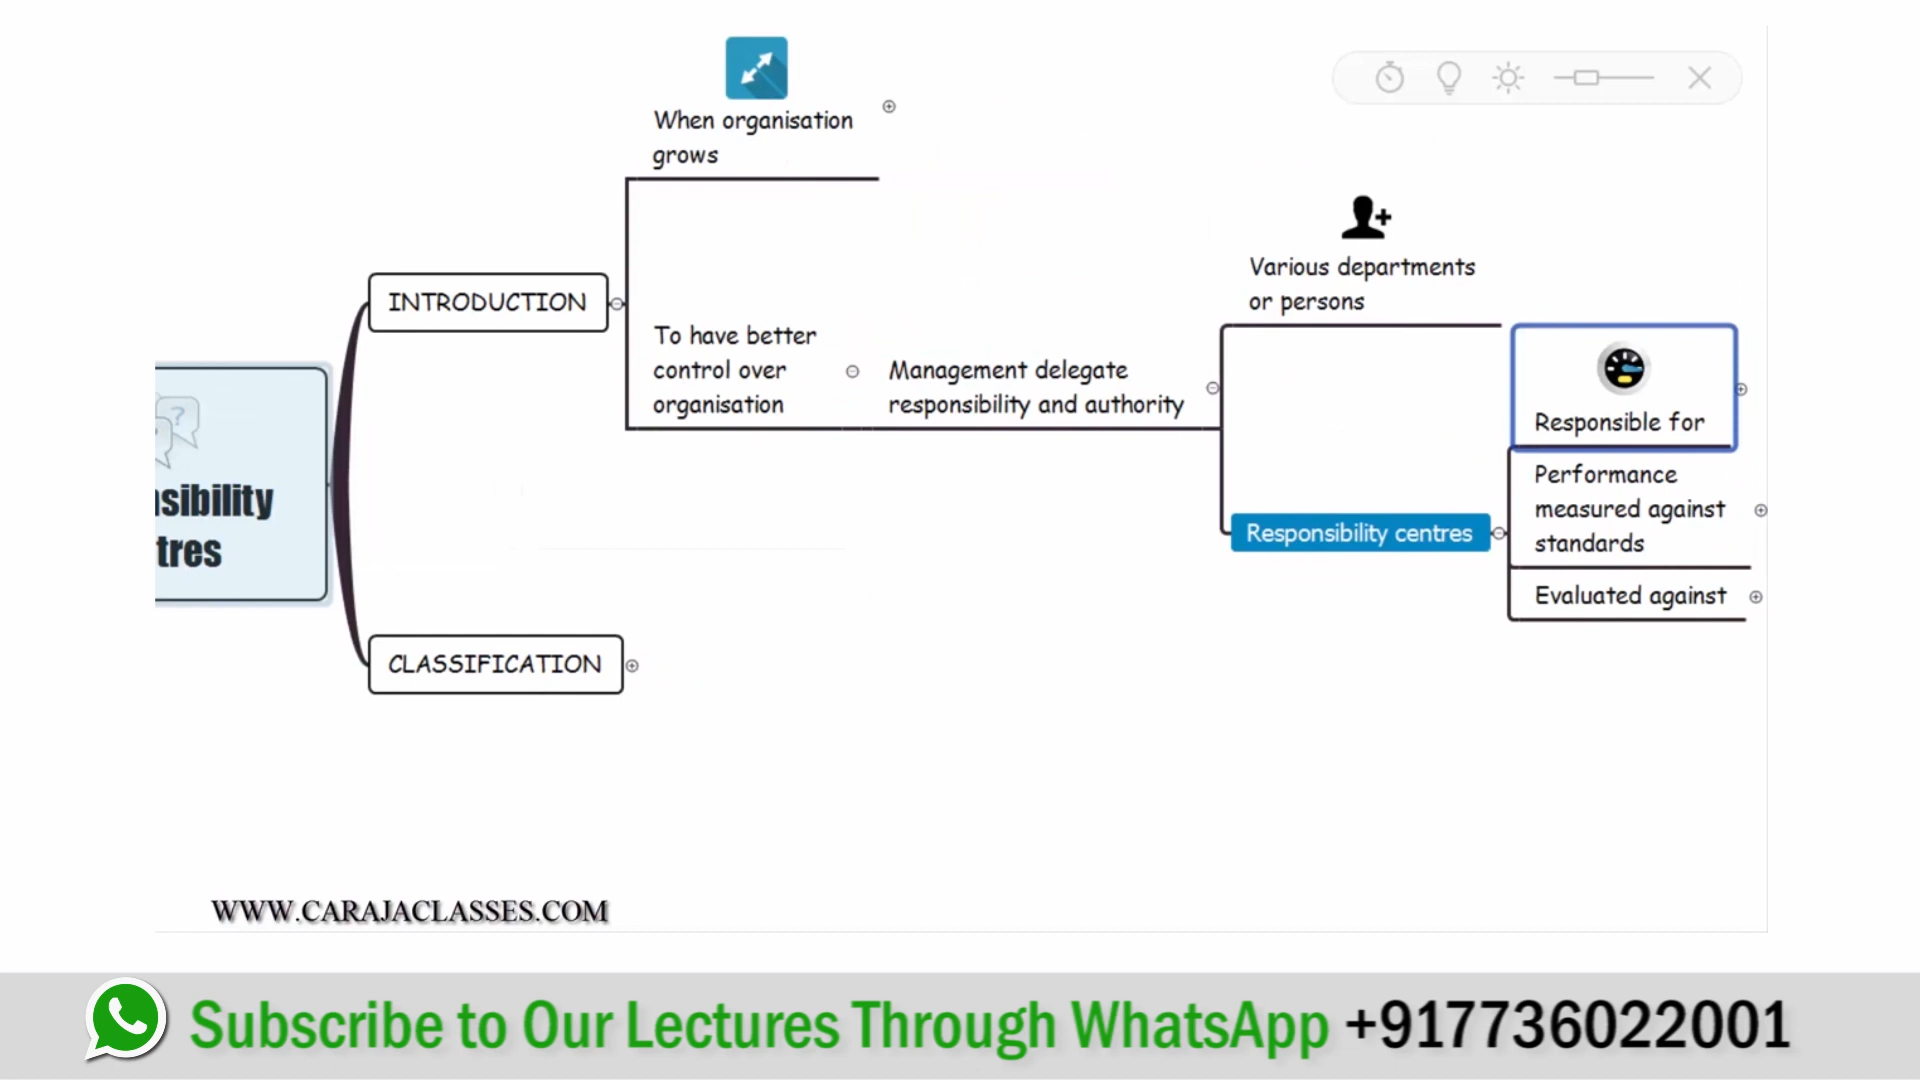 When organisation
grows
Various departments
or persons
INTRODUCTION
To have better
control over
organisation
Management delegate
responsibility and authority
Responsible for
Performance
measured against
standards
Responsibility centres
Evaluated against
sibility
tres
CLASSIFICATION
WWW.CARAJACLASSES.COM
Subscribe to Our Lectures Through WhatsApp +917736022001